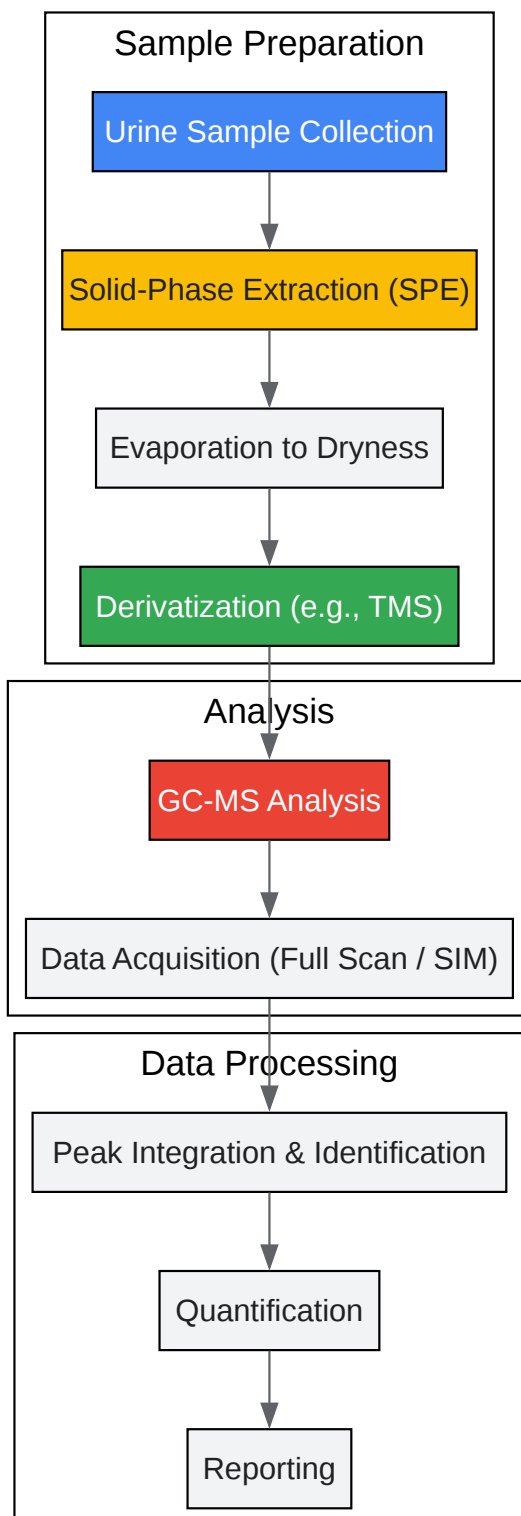 Sample Preparation
Urine Sample Collection
Solid-Phase Extraction (SPE)
Evaporation to Dryness
Derivatization (e.g., TMS)
Analysis
GC-MS Analysis
Data Acquisition (Full Scan / SIM)
Data Processing
Peak Integration & Identification
Quantification
Reporting